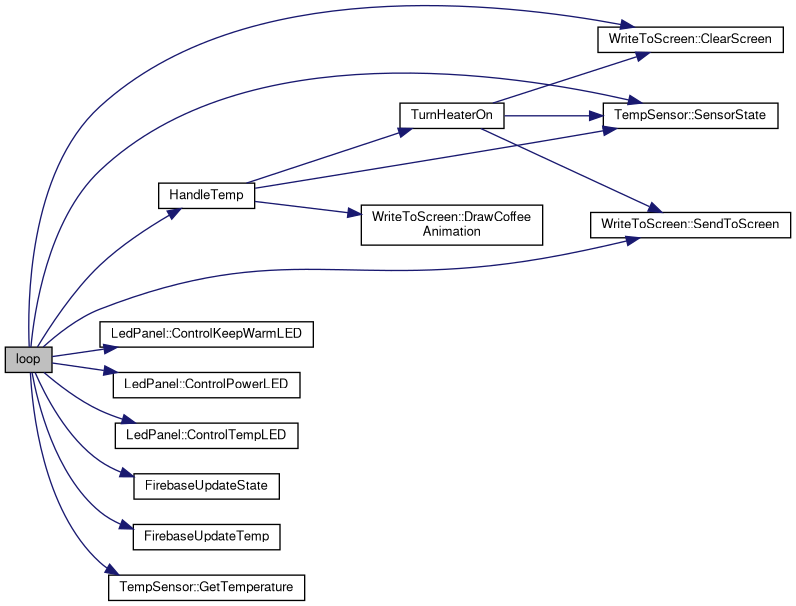 WriteToScreen::ClearScreen
TurnHeaterOn
TempSensor::SensorState
HandleTemp
WriteToScreen::DrawCoffee
Animation
WriteToScreen::SendToScreen
loop
LedPanel::ControlKeepWarmLED
LedPanel::ControlPowerLED
LedPanel::ControlTempLED
FirebaseUpdateState
FirebaseUpdateTemp
TempSensor::GetTemperature